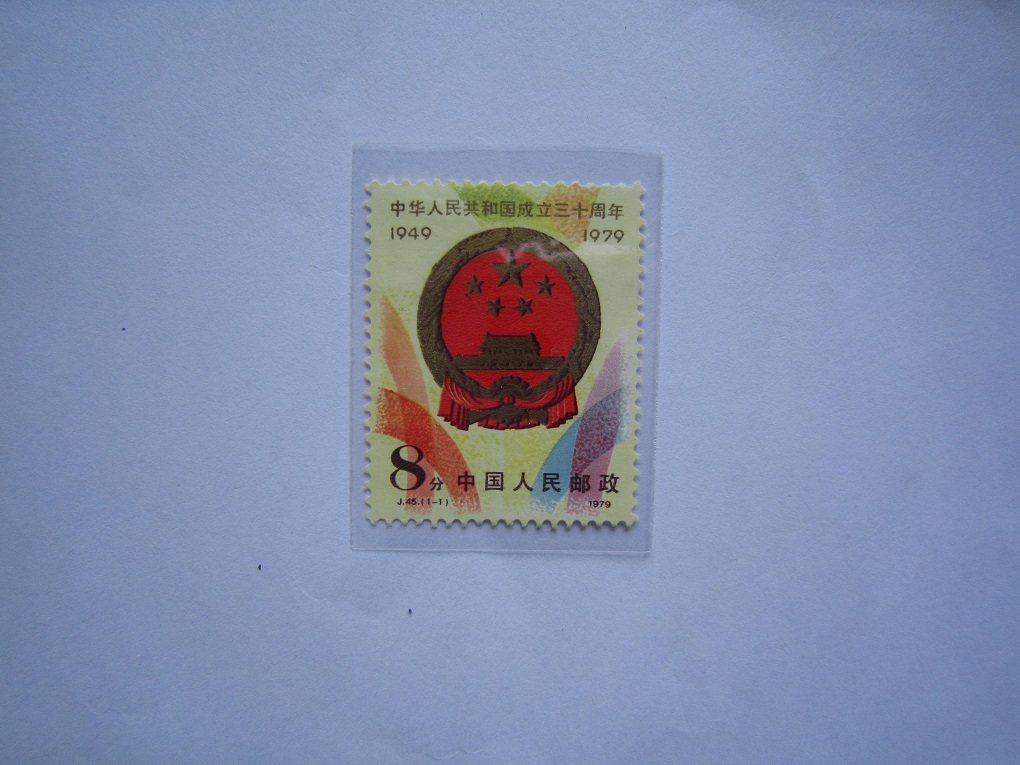 中华人民共和国成立三十周年
1949 1979
8分 中国人民邮政
J.45.(1-1) 1979